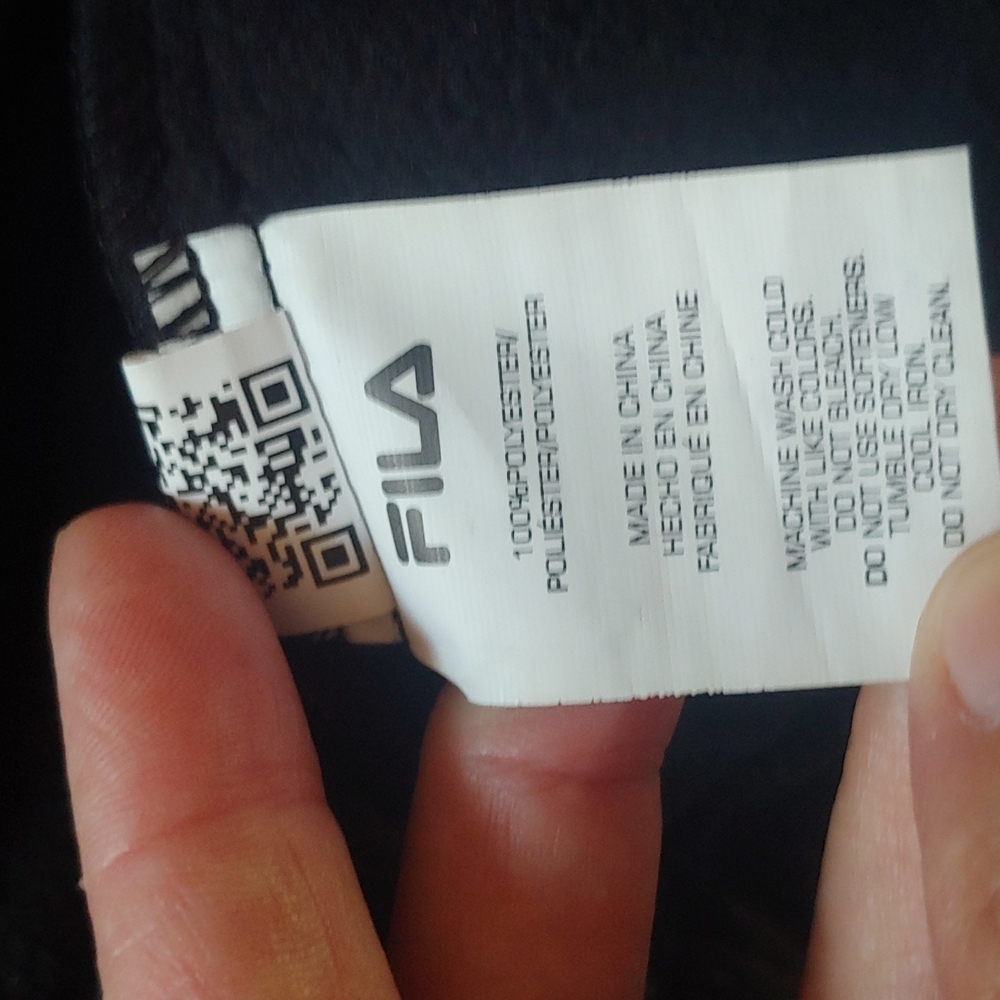 FILA
100%POLYESTER/
POLIÉSTER/POLYESTER
MADE IN CHINA
HECHO EN CHINA
FABRIQUÉ EN CHINE
MACHINE WASH COLD
WITH LIKE COLORS.
DO NOT BLEACH.
DO NOT USE SOFTENERS.
TUMBLE DRY LOW
COOL IRON.
DO NOT DRY CLEAN.